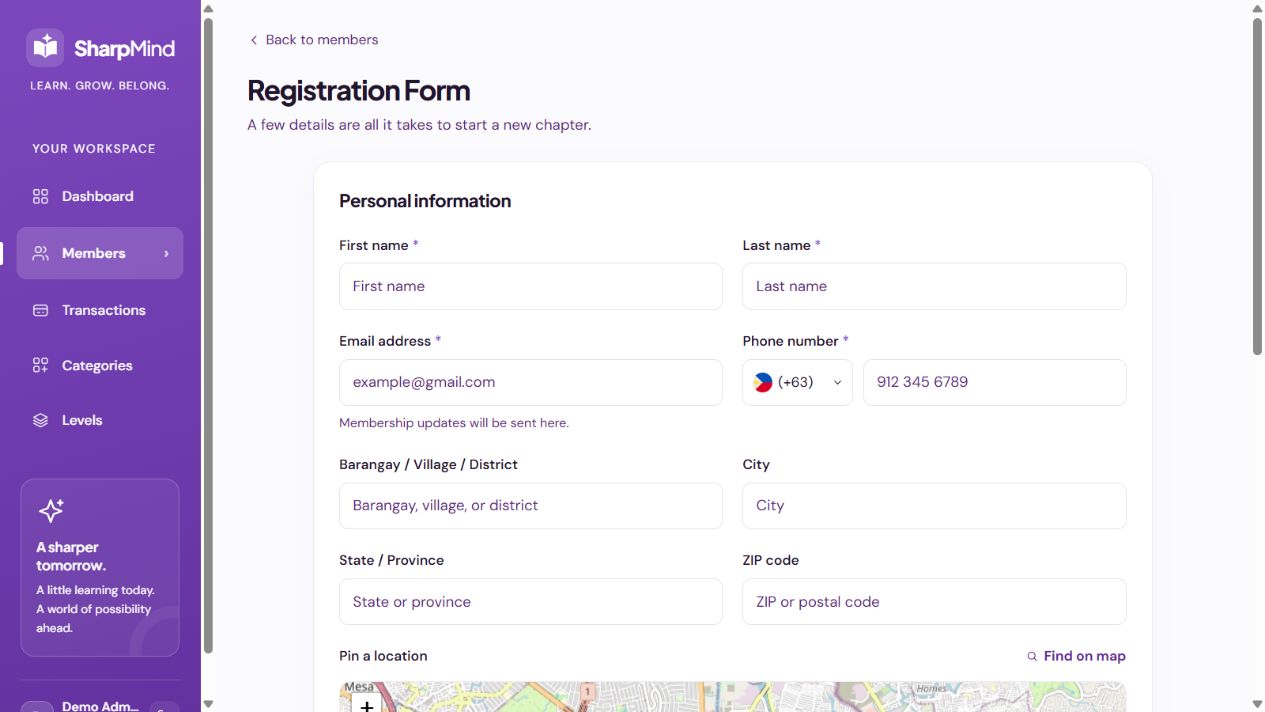 SharpMind
LEARN. GROW. BELONG.
YOUR WORKSPACE
Dashboard
Members
Transactions
Categories
Levels
A sharper
tomorrow.
A little learning today.
A world of possibility
ahead.
Demo Adm...
Back to members
Registration Form
A few details are all it takes to start a new chapter.
Personal information
First name *
Last name *
First name
Last name
Email address *
Phone number *
example@gmail.com
(+63)
912 345 6789
Membership updates will be sent here.
Barangay / Village / District
City
Barangay, village, or district
City
State / Province
ZIP code
State or province
ZIP or postal code
Pin a location
Find on map
Mesa
+
1
Homes